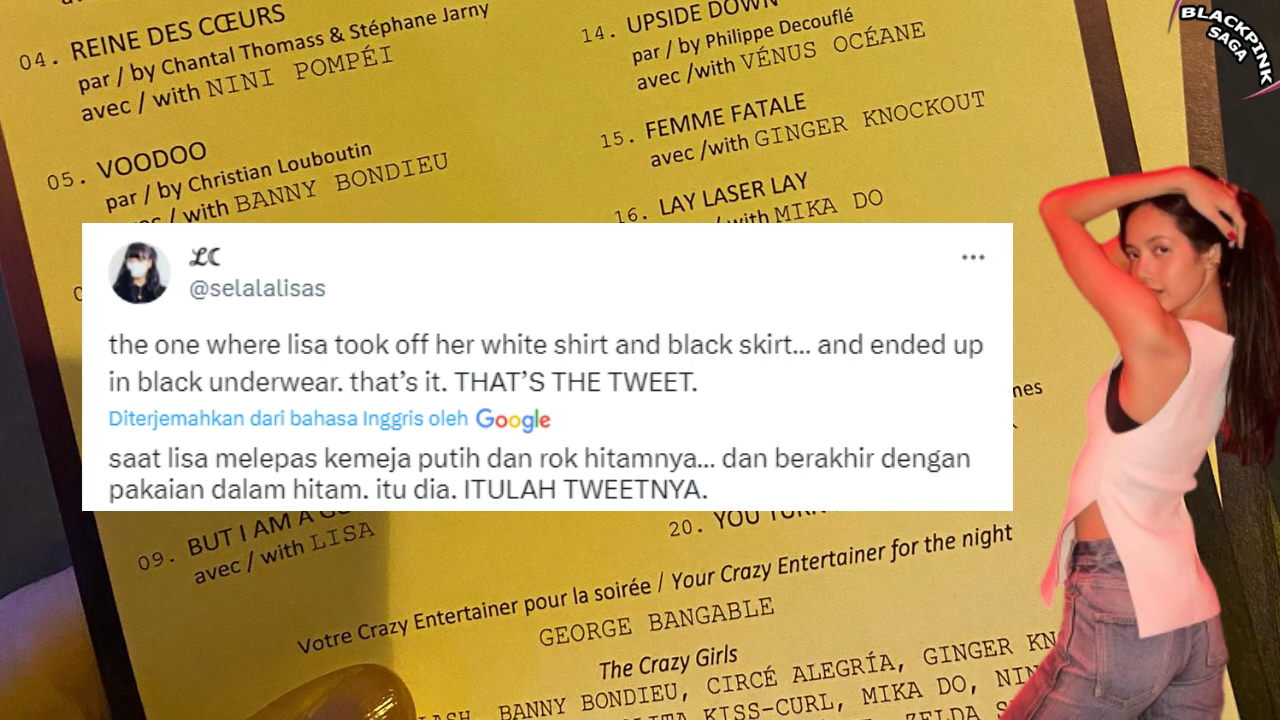 04. REINE DES CŒURS
par / by Chantal Thomass & Stéphane Jarny
avec / with NINI POMPÉI
05. VOODOO
par / by Christian Louboutin
/ with BANNY BONDIEU
14. UPSIDE DOWN
par / by Philippe Decouflé
avec /with VÉNUS OCÉANE
15. FEMME FATALE
avec /with GINGER KNOCKOUT
16. LAY LASER LAY
/with MIKA DO
BLACKPINK
SAGA
ℒC
@selalalisas
the one where lisa took off her white shirt and black skirt... and ended up
in black underwear. that's it. THAT'S THE TWEET.
Diterjemahkan dari bahasa Inggris oleh Google
saat lisa melepas kemeja putih dan rok hitamnya... dan berakhir dengan
pakaian dalam hitam. itu dia. ITULAH TWEETNYA.
09. BUT I AM A
avec / with LISA
20. YOU TURN
Votre Crazy Entertainer pour la soirée / Your Crazy Entertainer for the night
GEORGE BANGABLE
The Crazy Girls
BANNY BONDIEU, CIRCÉ ALEGRÍA, GINGER
KISS-CURL, MIKA DO,
ZELDA